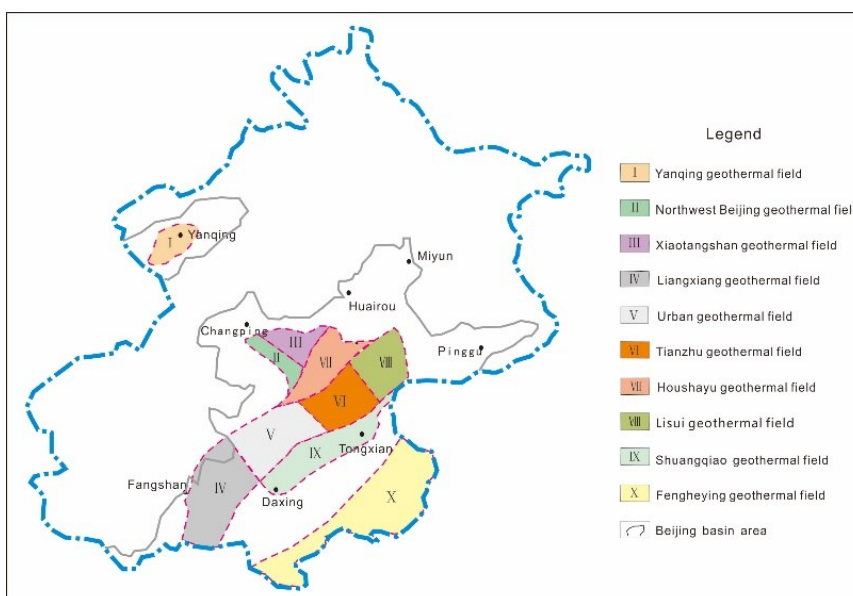 Legend
I Yanqing geothermal field
II Northwest Beijing geothermal field
III Xiaotangshan geothermal field
IV Liangxiang geothermal field
V Urban geothermal field
VI Tianzhu geothermal field
VII Houshayu geothermal field
VIII Lisui geothermal field
IX Shuangqiao geothermal field
X Fengheying geothermal field
Beijing basin area
I
Yanqing
Miyun
Huairou
Changping
III
Pinggu
II
VII
VIII
VI
V
Tongxian
IX
Fangshan
IV
Daxing
X